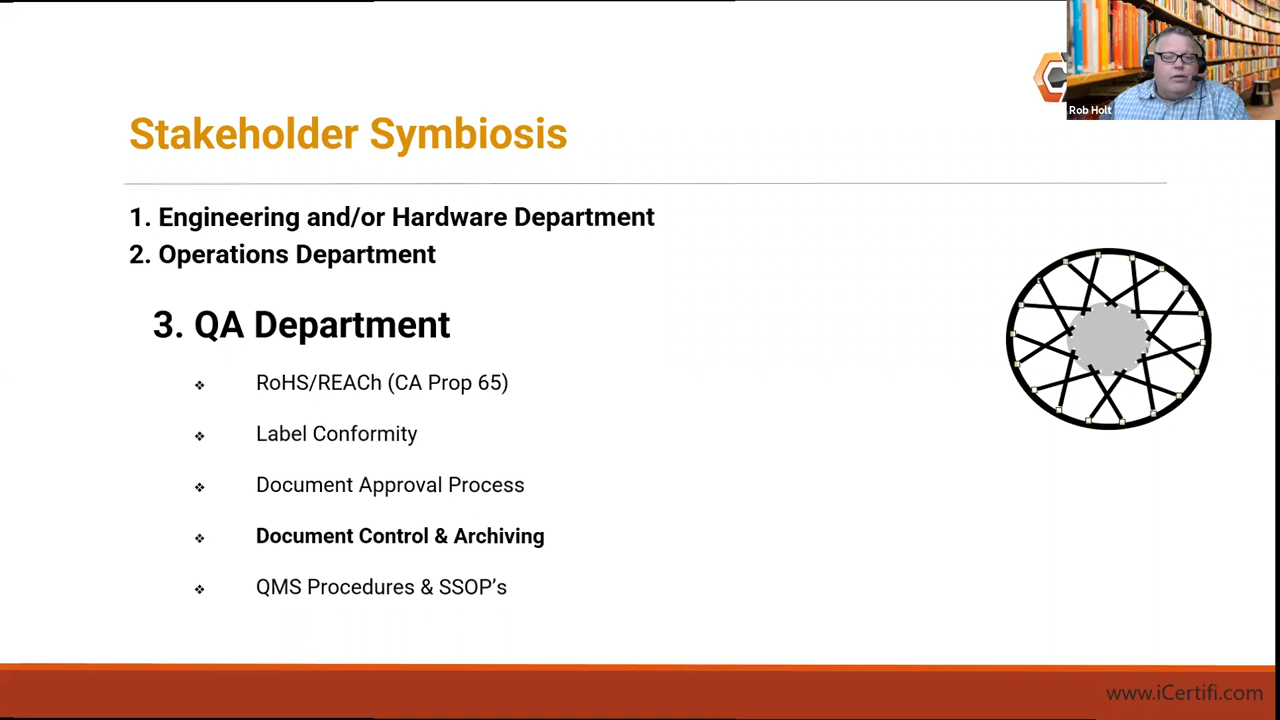 Rob Holt
Stakeholder Symbiosis
1. Engineering and/or Hardware Department
2. Operations Department
3. QA Department
❖ RoHS/REACh (CA Prop 65)
❖ Label Conformity
❖ Document Approval Process
❖ Document Control & Archiving
❖ QMS Procedures & SSOP’s
www.iCertifi.com